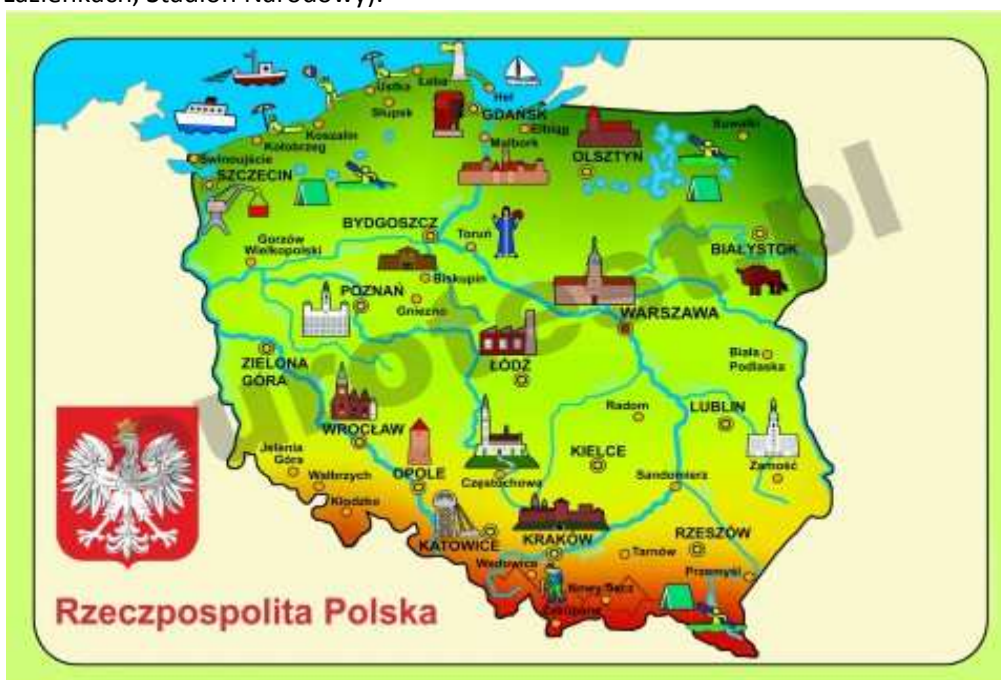 Łazienkach, Stadion Narodowy).
Łeba
Ustka
Hel
Słupsk
GDAŃSK
Elbląg
Suwałki
Koszalin
Kołobrzeg
Malbork
OLSZTYN
Świnoujście
SZCZECIN
BYDGOSZCZ
Toruń
BIAŁYSTOK
Gorzów
Wielkopolski
Biskupin
POZNAŃ
Gniezno
WARSZAWA
ZIELONA
GÓRA
ŁÓDŹ
Biała
Podlaska
Radom
LUBLIN
WROCŁAW
Jelenia
Góra
KIELCE
Wałbrzych
OPOLE
Częstochowa
Sandomierz
Zamość
Kłodzko
KATOWICE
KRAKÓW
RZESZÓW
Tarnów
Wadowice
Przemyśl
Nowy Sącz
Zakopane
Rzeczpospolita Polska
eurotest.pl